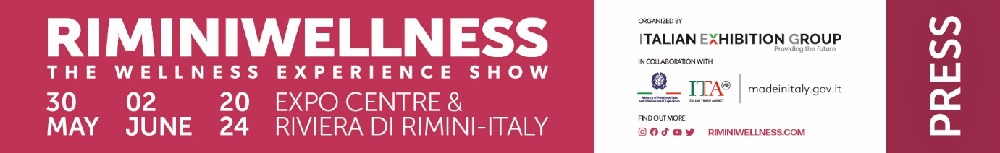 RIMINIWELLNESS
THE WELLNESS EXPERIENCE SHOW
30 MAY
02 JUNE
20 24
EXPO CENTRE &
RIVIERA DI RIMINI-ITALY
ORGANIZED BY
ITALIAN EXHIBITION GROUP
Providing the future
IN COLLABORATION WITH
Ministry of Foreign Affairs
and International Cooperation
ITA
ITALIAN TRADE AGENCY
madeinitaly.gov.it
FIND OUT MORE
RIMINIWELLNESS.COM
PRESS